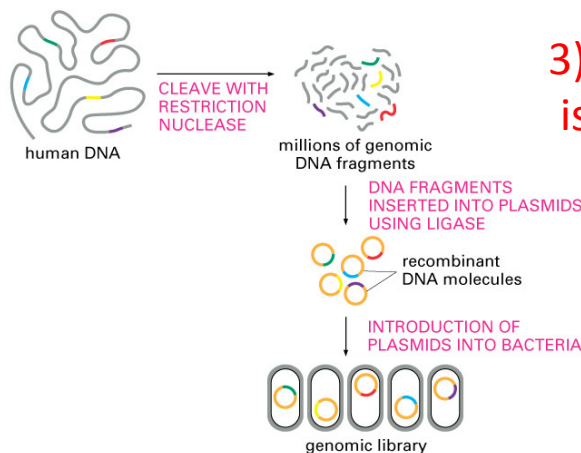 3)
is
CLEAVE WITH
RESTRICTION
NUCLEASE
human DNA
millions of genomic
DNA fragments
DNA FRAGMENTS
INSERTED INTO PLASMIDS
USING LIGASE
recombinant
DNA molecules
INTRODUCTION OF
PLASMIDS INTO BACTERIA
genomic library